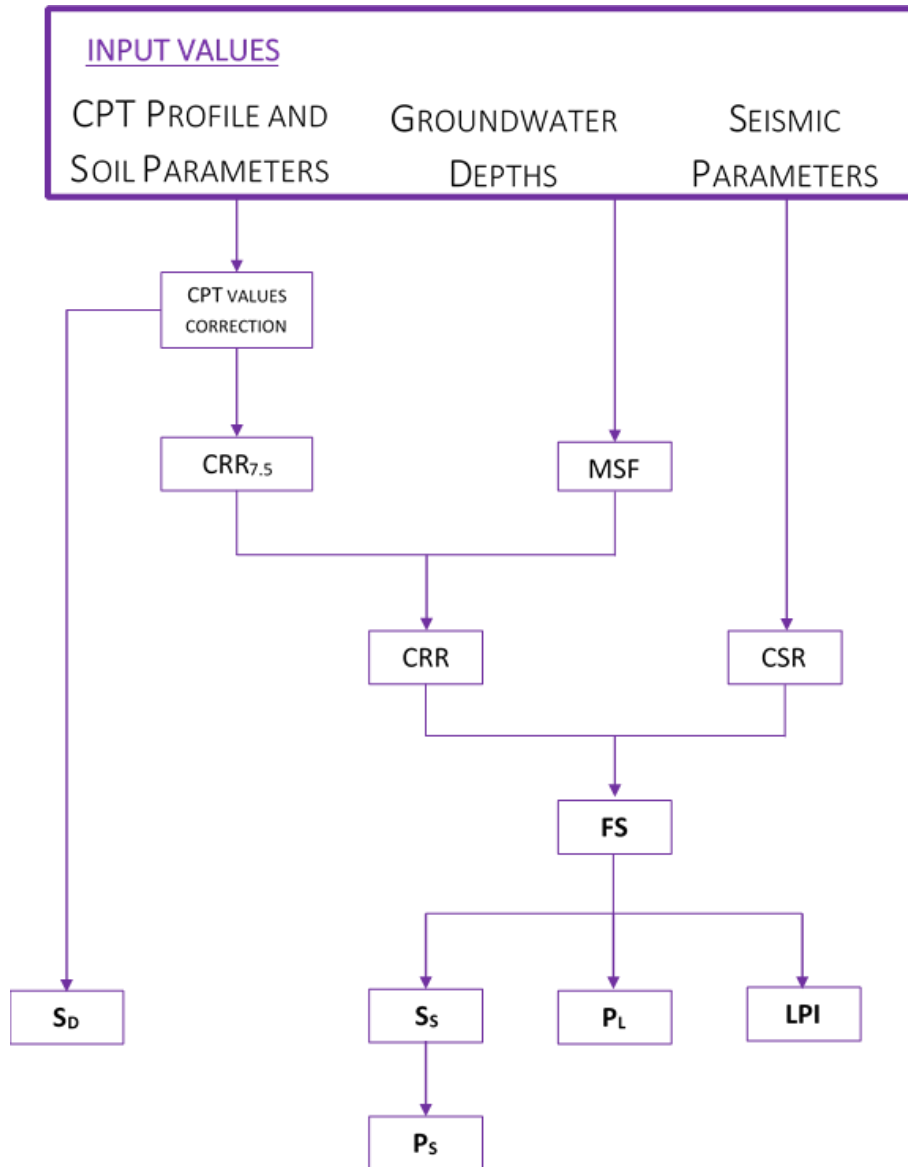 INPUT VALUES
CPT PROFILE AND
SOIL PARAMETERS
GROUNDWATER
DEPTHS
SEISMIC
PARAMETERS
CPT VALUES
CORRECTION
CRR7.5
MSF
CRR
CSR
FS
SD
SS
PL
LPI
PS